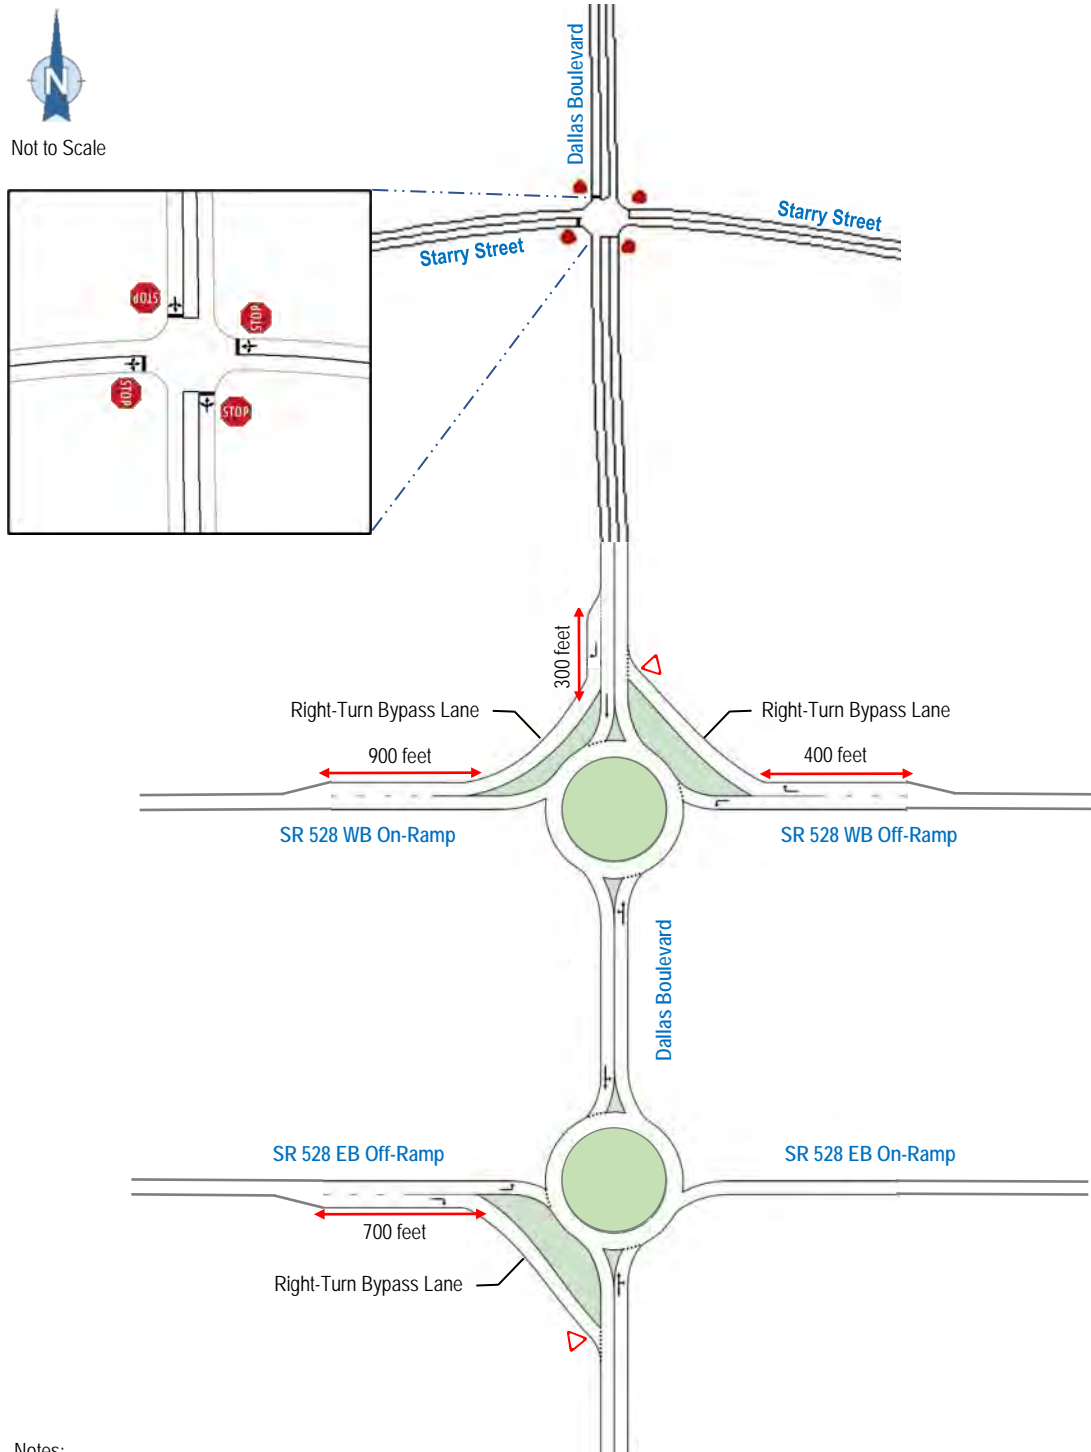 N
Not to Scale
Dallas Boulevard
Starry Street
Starry Street
STOP
STOP
STOP
STOP
300 feet
Right-Turn Bypass Lane
Right-Turn Bypass Lane
900 feet
400 feet
SR 528 WB On-Ramp
SR 528 WB Off-Ramp
Dallas Boulevard
SR 528 EB Off-Ramp
SR 528 EB On-Ramp
700 feet
Right-Turn Bypass Lane
Notes: